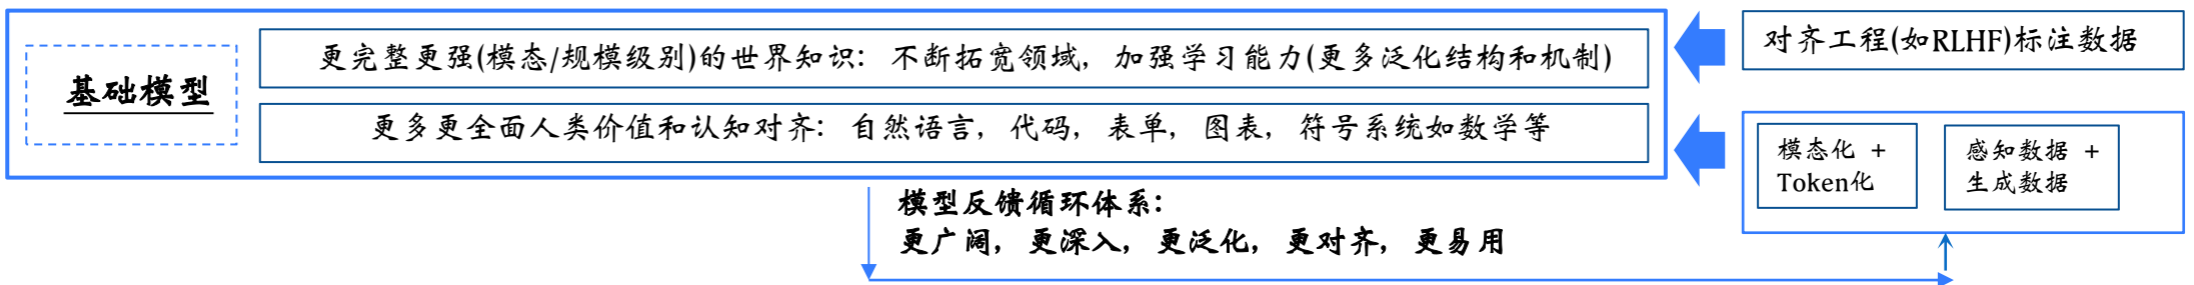 基础模型
更完整更强(模态/规模级别)的世界知识：不断拓宽领域，加强学习能力(更多泛化结构和机制)
更多更全面人类价值和认知对齐：自然语言，代码，表单，图表，符号系统如数学等
对齐工程(如RLHF)标注数据
模态化 +
Token化
感知数据 +
生成数据
模型反馈循环体系：
更广阔，更深入，更泛化，更对齐，更易用